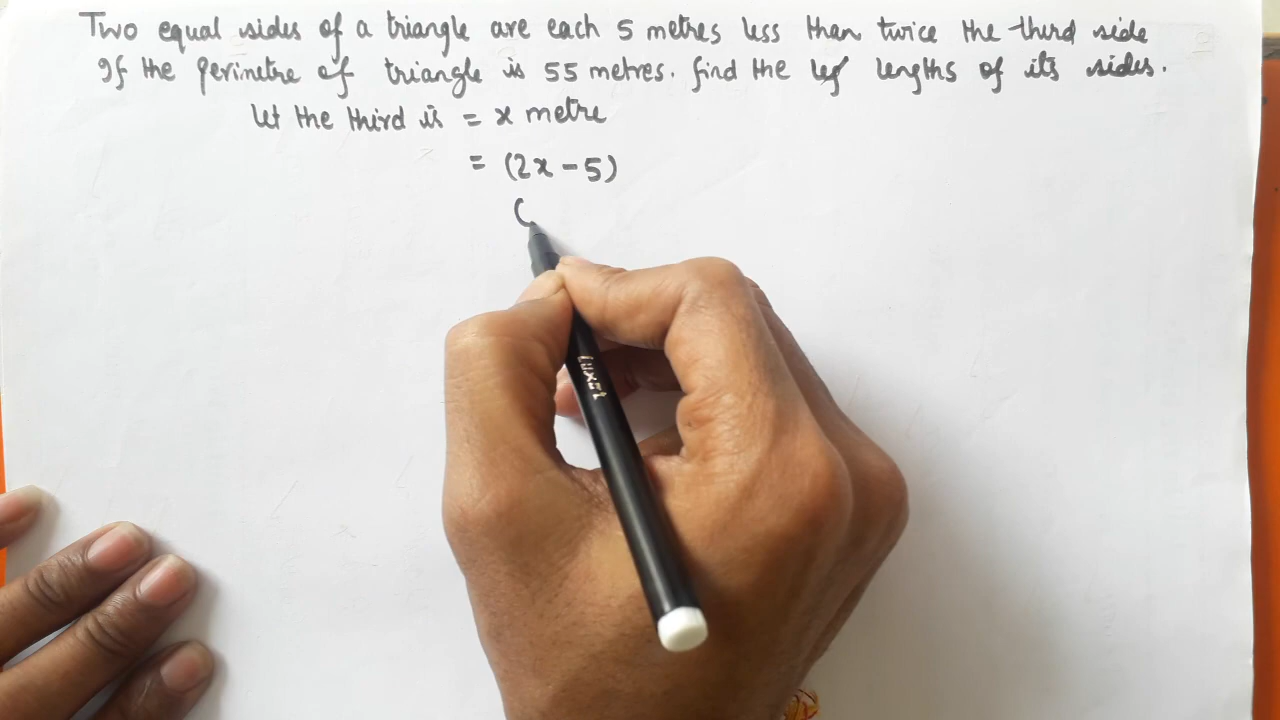 Two equal sides of a triangle are each 5 metres less than twice the third side
If the Perimetre of triangle is 55 metres. find the lengths of its sides.
let the third is = x metre
= (2x - 5)
(
Luxor